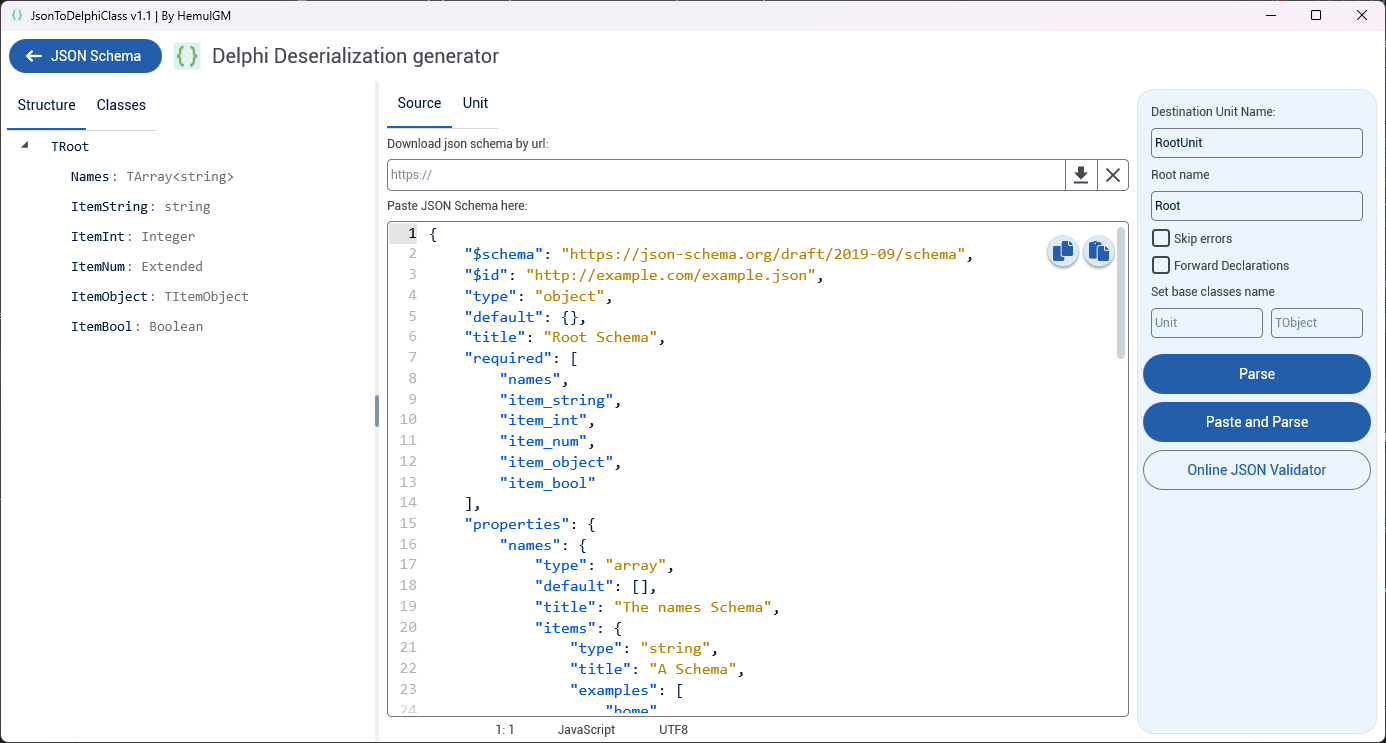 JsonToDelphiClass v1.1 | By HemulGM
JSON Schema
{ } Delphi Deserialization generator
Structure Classes
TRoot
Names: TArray<string>
ItemString: string
ItemInt: Integer
ItemNum: Extended
ItemObject: TItemObject
ItemBool: Boolean
Source Unit
Download json schema by url:
https://
Paste JSON Schema here:
1 {
2 "$schema": "https://json-schema.org/draft/2019-09/schema",
3 "$id": "http://example.com/example.json",
4 "type": "object",
5 "default": {},
6 "title": "Root Schema",
7 "required": [
8 "names",
9 "item_string",
10 "item_int",
11 "item_num",
12 "item_object",
13 "item_bool"
14 ],
15 "properties": {
16 "names": {
17 "type": "array",
18 "default": [],
19 "title": "The names Schema",
20 "items": {
21 "type": "string",
22 "title": "A Schema",
23 "examples": [
24 "home"
1: 1 JavaScript UTF8
Destination Unit Name:
RootUnit
Root name
Root
Skip errors
Forward Declarations
Set base classes name
Unit TObject
Parse
Paste and Parse
Online JSON Validator